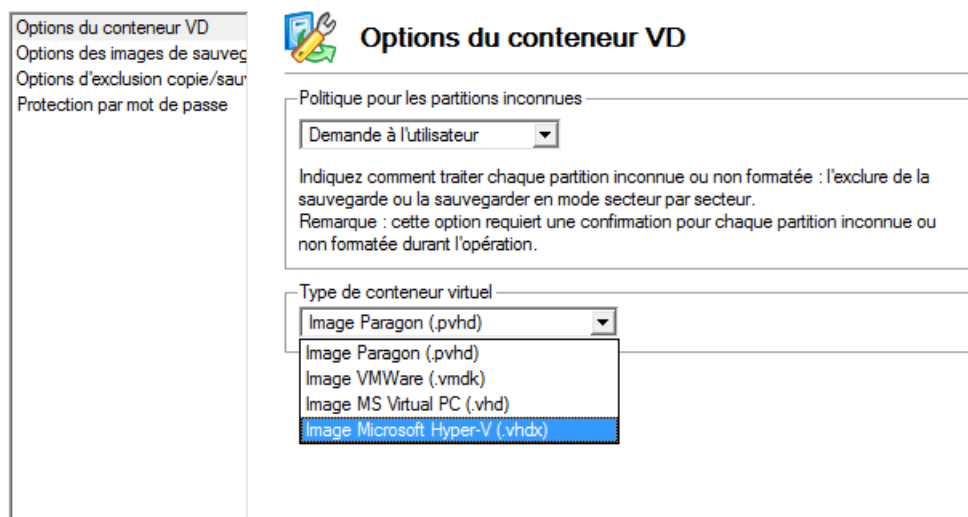 Options du conteneur VD
Options des images de sauveg
Options d'exclusion copie/sau
Protection par mot de passe
Options du conteneur VD
Politique pour les partitions inconnues
Demande à l'utilisateur
Indiquez comment traiter chaque partition inconnue ou non formatée : l'exclure de la
sauvegarde ou la sauvegarder en mode secteur par secteur.
Remarque : cette option requiert une confirmation pour chaque partition inconnue ou
non formatée durant l'opération.
Type de conteneur virtuel
Image Paragon (.pvhd)
Image Paragon (.pvhd)
Image VMWare (.vmdk)
Image MS Virtual PC (.vhd)
Image Microsoft Hyper-V (.vhdx)